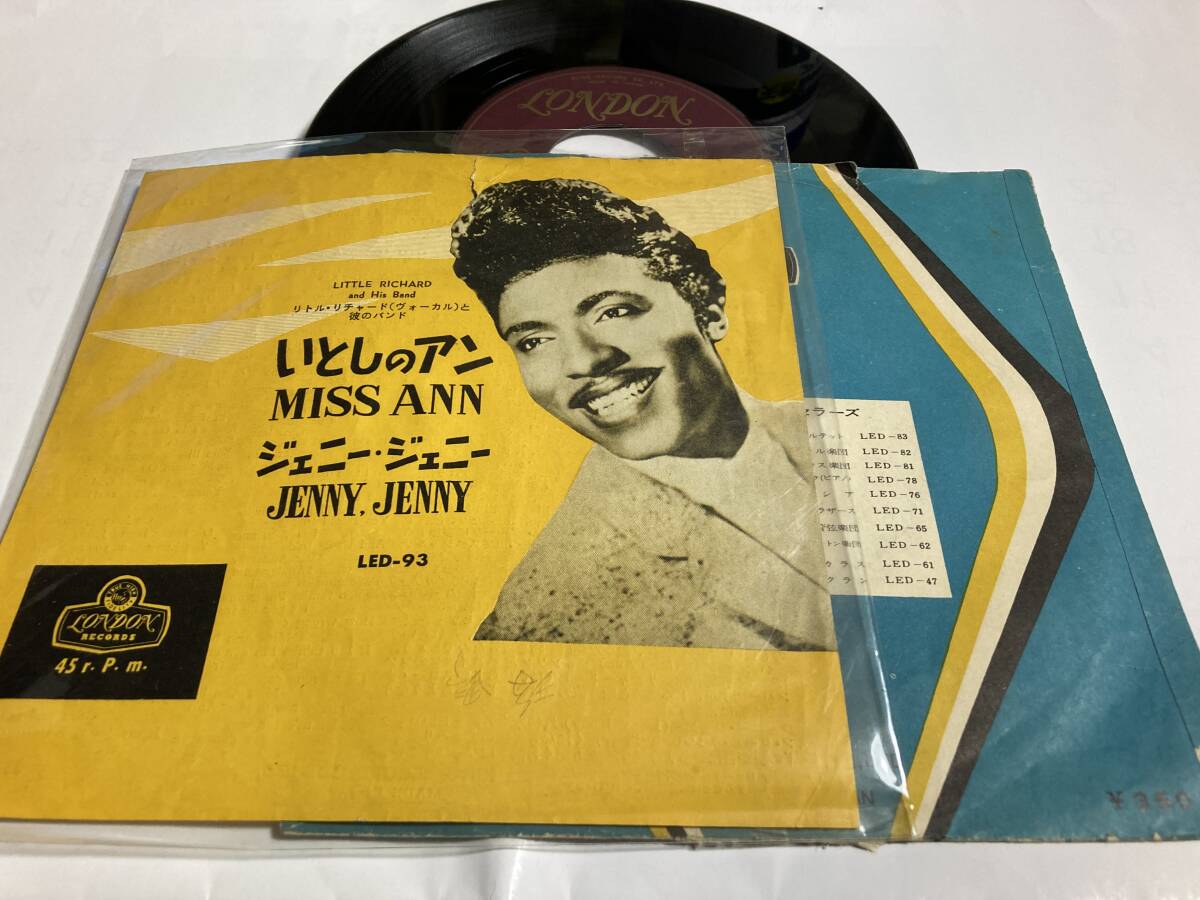 LONDON
LITTLE RICHARD
and His Band
リトル・リチャード(ヴォーカル)と
彼のバンド
いとしのアン
MISS ANN
ジェニー・ジェニー
JENNY, JENNY
LED-93
LONDON
RECORDS
45 r. P. m.
セラーズ
ルテット LED-83
ル楽団] LED-82
ス楽団] LED-81
(ピアノ) LED-78
シア LED-76
ラザース LED-71
弦楽団 LED-65
トン楽団 LED-62
カラス LED-61
クラン LED-47
¥350